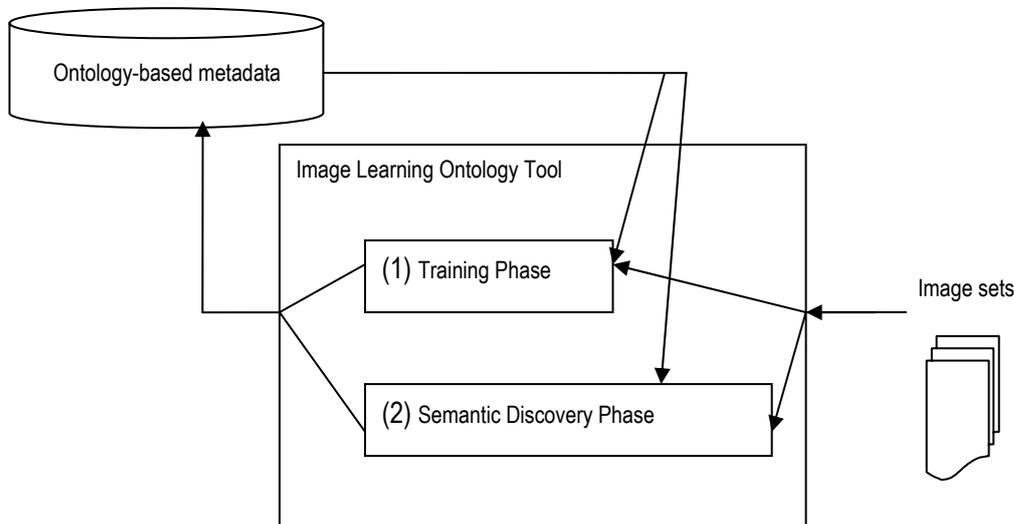 Ontology-based metadata
Image Learning Ontology Tool
(1) Training Phase
Image sets
(2) Semantic Discovery Phase